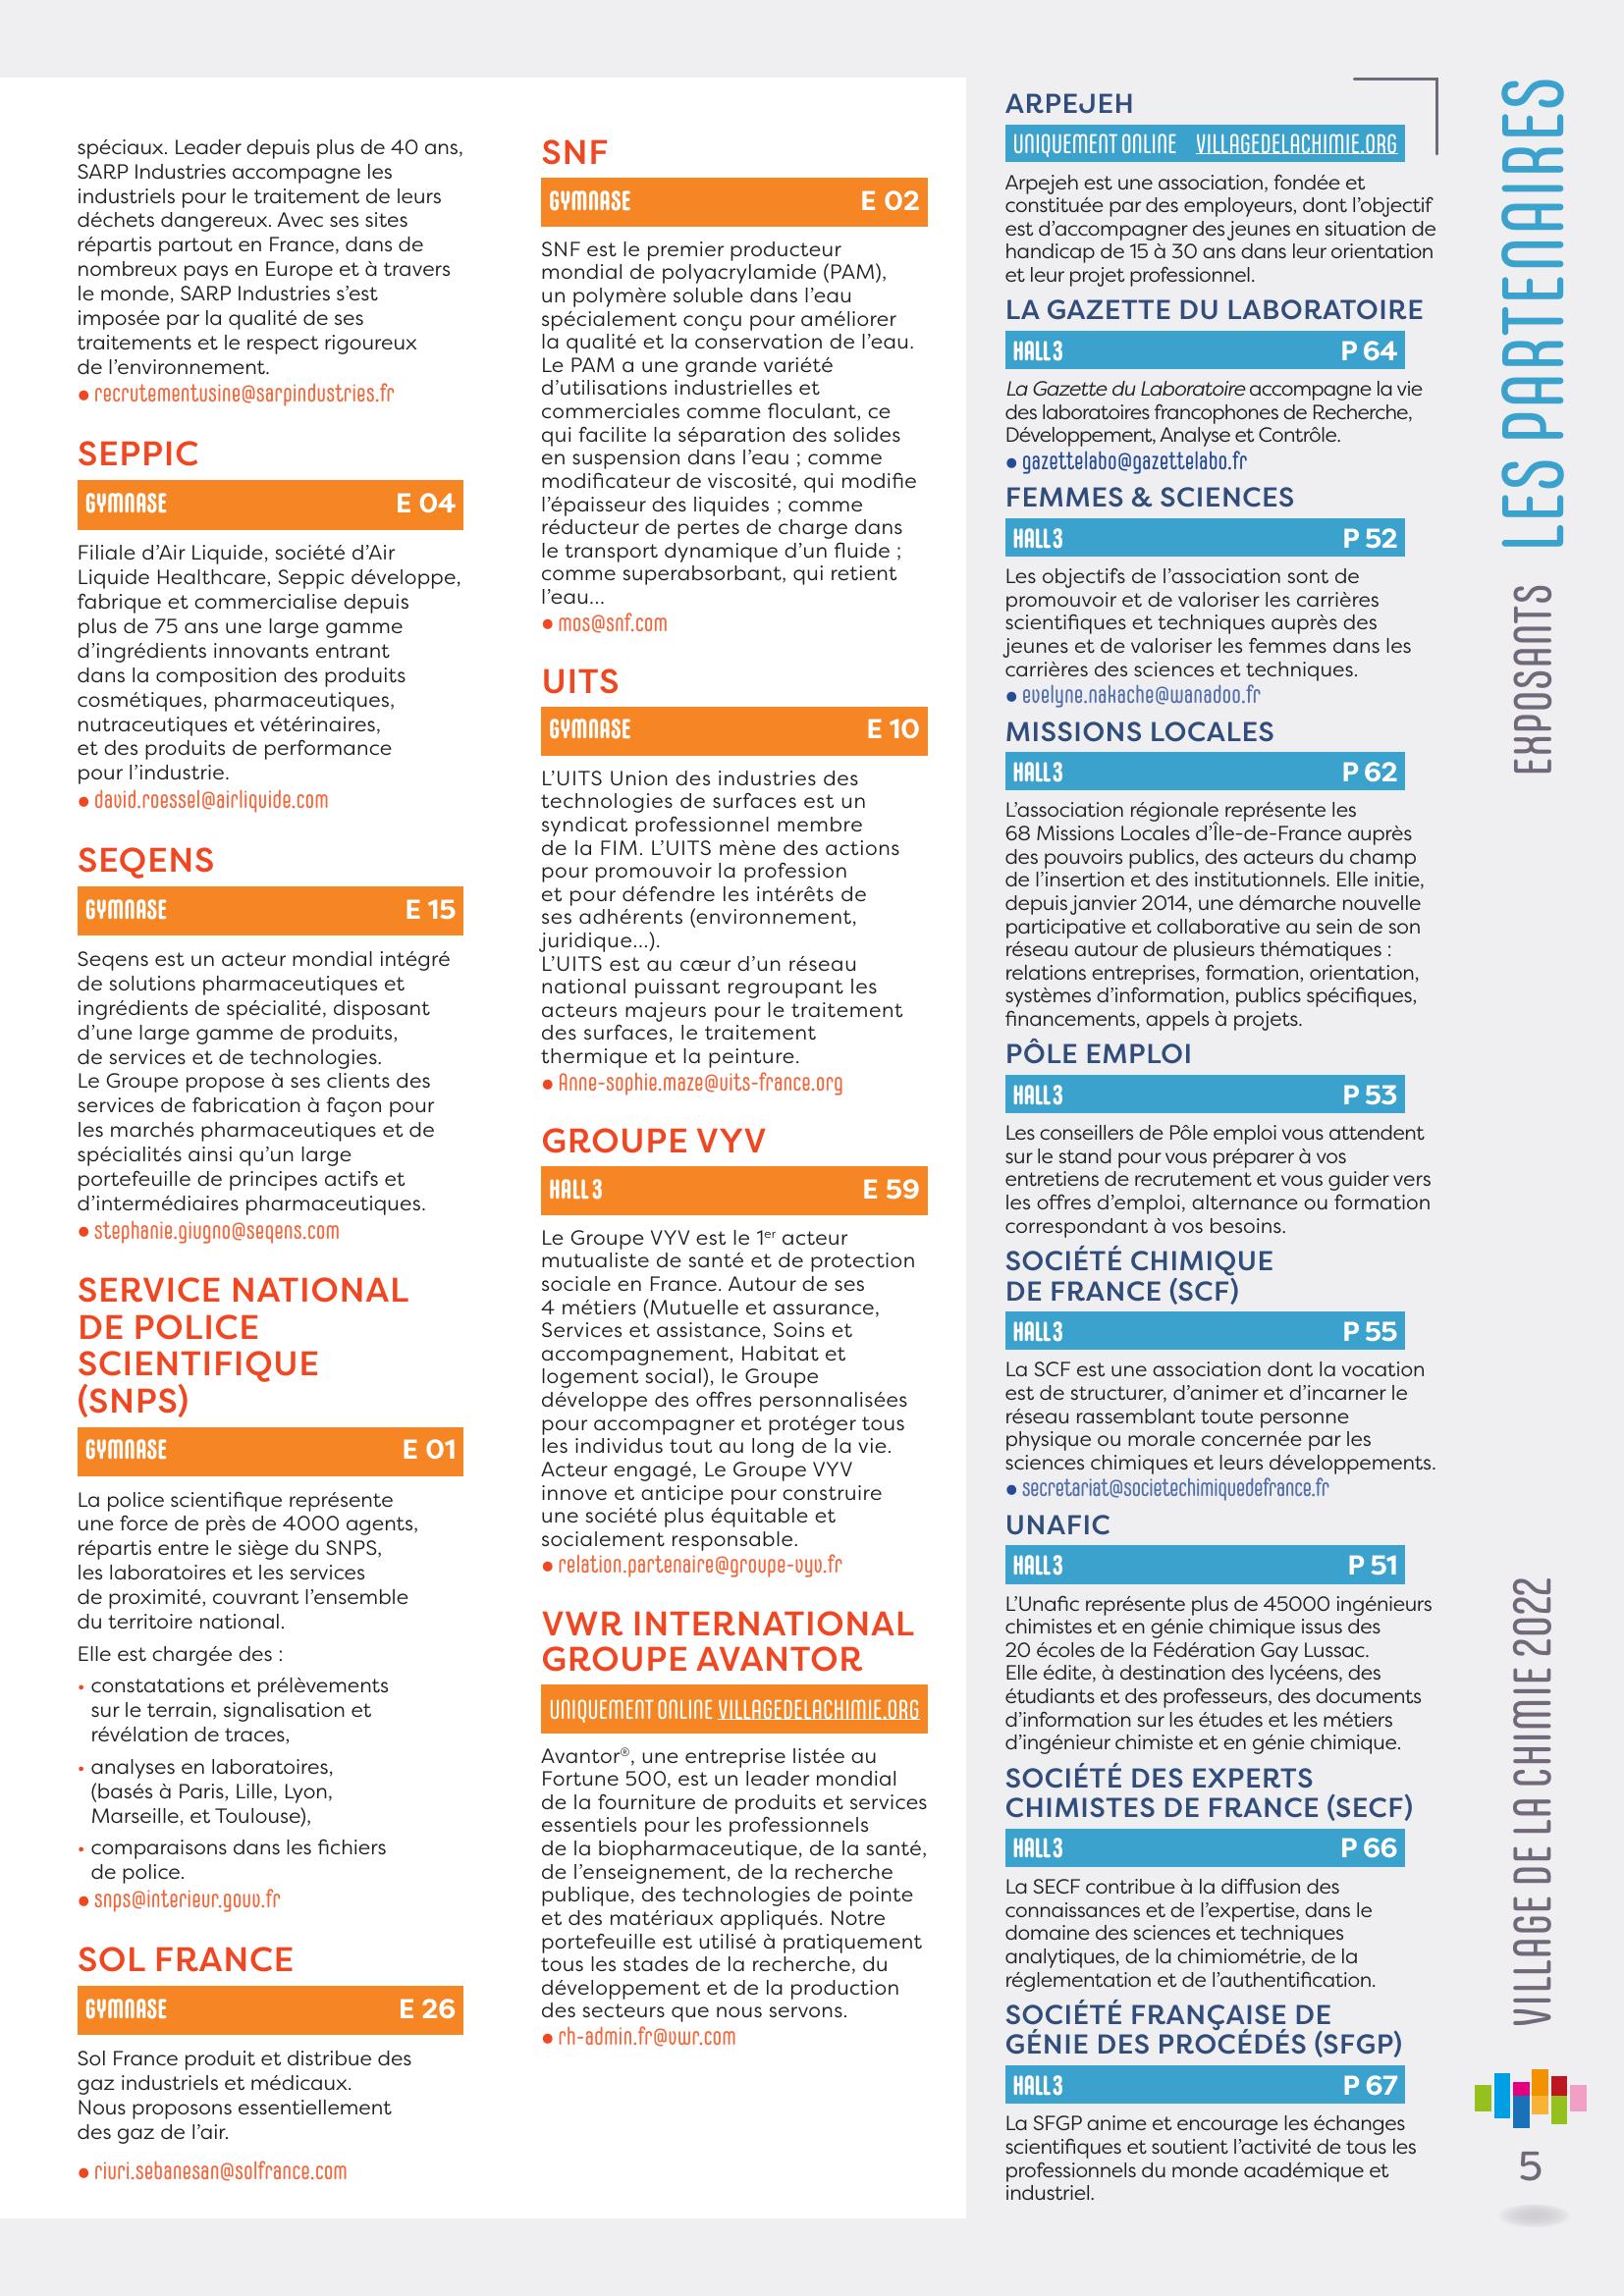 spéciaux. Leader depuis plus de 40 ans,
SARP Industries accompagne les
industriels pour le traitement de leurs
déchets dangereux. Avec ses sites
répartis partout en France, dans de
nombreux pays en Europe et à travers
le monde, SARP Industries s’est
imposée par la qualité de ses
traitements et le respect rigoureux
de l’environnement.
● recrutementusine@sarpindustries.fr
SEPPIC
GYMNASE E 04
Filiale d’Air Liquide, société d’Air
Liquide Healthcare, Seppic développe,
fabrique et commercialise depuis
plus de 75 ans une large gamme
d’ingrédients innovants entrant
dans la composition des produits
cosmétiques, pharmaceutiques,
nutraceutiques et vétérinaires,
et des produits de performance
pour l’industrie.
● david.roessel@airliquide.com
SEQENS
GYMNASE E 15
Seqens est un acteur mondial intégré
de solutions pharmaceutiques et
ingrédients de spécialité, disposant
d’une large gamme de produits,
de services et de technologies.
Le Groupe propose à ses clients des
services de fabrication à façon pour
les marchés pharmaceutiques et de
spécialités ainsi qu’un large
portefeuille de principes actifs et
d’intermédiaires pharmaceutiques.
● stephanie.giugno@seqens.com
SERVICE NATIONAL
DE POLICE
SCIENTIFIQUE
(SNPS)
GYMNASE E 01
La police scientifique représente
une force de près de 4000 agents,
répartis entre le siège du SNPS,
les laboratoires et les services
de proximité, couvrant l’ensemble
du territoire national.
Elle est chargée des :
• constatations et prélèvements
sur le terrain, signalisation et
révélation de traces,
• analyses en laboratoires,
(basés à Paris, Lille, Lyon,
Marseille, et Toulouse),
• comparaisons dans les fichiers
de police.
● snps@interieur.gouv.fr
SOL FRANCE
GYMNASE E 26
Sol France produit et distribue des
gaz industriels et médicaux.
Nous proposons essentiellement
des gaz de l’air.
● riuri.sebanesan@solfrance.com
SNF
GYMNASE E 02
SNF est le premier producteur
mondial de polyacrylamide (PAM),
un polymère soluble dans l’eau
spécialement conçu pour améliorer
la qualité et la conservation de l’eau.
Le PAM a une grande variété
d’utilisations industrielles et
commerciales comme floculant, ce
qui facilite la séparation des solides
en suspension dans l’eau ; comme
modificateur de viscosité, qui modifie
l’épaisseur des liquides ; comme
réducteur de pertes de charge dans
le transport dynamique d’un fluide ;
comme superabsorbant, qui retient
l’eau…
● mos@snf.com
UITS
GYMNASE E 10
L’UITS Union des industries des
technologies de surfaces est un
syndicat professionnel membre
de la FIM. L’UITS mène des actions
pour promouvoir la profession
et pour défendre les intérêts de
ses adhérents (environnement,
juridique…).
L’UITS est au cœur d’un réseau
national puissant regroupant les
acteurs majeurs pour le traitement
des surfaces, le traitement
thermique et la peinture.
● Anne-sophie.maze@uits-france.org
GROUPE VYV
HALL 3 E 59
Le Groupe VYV est le 1er acteur
mutualiste de santé et de protection
sociale en France. Autour de ses
4 métiers (Mutuelle et assurance,
Services et assistance, Soins et
accompagnement, Habitat et
logement social), le Groupe
développe des offres personnalisées
pour accompagner et protéger tous
les individus tout au long de la vie.
Acteur engagé, Le Groupe VYV
innove et anticipe pour construire
une société plus équitable et
socialement responsable.
● relation.partenaire@groupe-vyv.fr
VWR INTERNATIONAL
GROUPE AVANTOR
UNIQUEMENT ONLINE VILLAGEDELACHIMIE.ORG
Avantor®, une entreprise listée au
Fortune 500, est un leader mondial
de la fourniture de produits et services
essentiels pour les professionnels
de la biopharmaceutique, de la santé,
de l’enseignement, de la recherche
publique, des technologies de pointe
et des matériaux appliqués. Notre
portefeuille est utilisé à pratiquement
tous les stades de la recherche, du
développement et de la production
des secteurs que nous servons.
● rh-admin.fr@vwr.com
ARPEJEH
UNIQUEMENT ONLINE VILLAGEDELACHIMIE.ORG
Arpejeh est une association, fondée et
constituée par des employeurs, dont l’objectif
est d’accompagner des jeunes en situation de
handicap de 15 à 30 ans dans leur orientation
et leur projet professionnel.
LA GAZETTE DU LABORATOIRE
HALL 3 P 64
La Gazette du Laboratoire accompagne la vie
des laboratoires francophones de Recherche,
Développement, Analyse et Contrôle.
● gazettelabo@gazettelabo.fr
FEMMES & SCIENCES
HALL 3 P 52
Les objectifs de l’association sont de
promouvoir et de valoriser les carrières
scientifiques et techniques auprès des
jeunes et de valoriser les femmes dans les
carrières des sciences et techniques.
● evelyne.nakache@wanadoo.fr
MISSIONS LOCALES
HALL 3 P 62
L’association régionale représente les
68 Missions Locales d’Île-de-France auprès
des pouvoirs publics, des acteurs du champ
de l’insertion et des institutionnels. Elle initie,
depuis janvier 2014, une démarche nouvelle
participative et collaborative au sein de son
réseau autour de plusieurs thématiques :
relations entreprises, formation, orientation,
systèmes d’information, publics spécifiques,
financements, appels à projets.
PÔLE EMPLOI
HALL 3 P 53
Les conseillers de Pôle emploi vous attendent
sur le stand pour vous préparer à vos
entretiens de recrutement et vous guider vers
les offres d’emploi, alternance ou formation
correspondant à vos besoins.
SOCIÉTÉ CHIMIQUE
DE FRANCE (SCF)
HALL 3 P 55
La SCF est une association dont la vocation
est de structurer, d’animer et d’incarner le
réseau rassemblant toute personne
physique ou morale concernée par les
sciences chimiques et leurs développements.
● secretariat@societechimiquedefrance.fr
UNAFIC
HALL 3 P 51
L’Unafic représente plus de 45000 ingénieurs
chimistes et en génie chimique issus des
20 écoles de la Fédération Gay Lussac.
Elle édite, à destination des lycéens, des
étudiants et des professeurs, des documents
d’information sur les études et les métiers
d’ingénieur chimiste et en génie chimique.
SOCIÉTÉ DES EXPERTS
CHIMISTES DE FRANCE (SECF)
HALL 3 P 66
La SECF contribue à la diffusion des
connaissances et de l’expertise, dans le
domaine des sciences et techniques
analytiques, de la chimiométrie, de la
réglementation et de l’authentification.
SOCIÉTÉ FRANÇAISE DE
GÉNIE DES PROCÉDÉS (SFGP)
HALL 3 P 67
La SFGP anime et encourage les échanges
scientifiques et soutient l’activité de tous les
professionnels du monde académique et
industriel.
EXPOSANTS LES PARTENAIRES
VILLAGE DE LA CHIMIE 2022
5